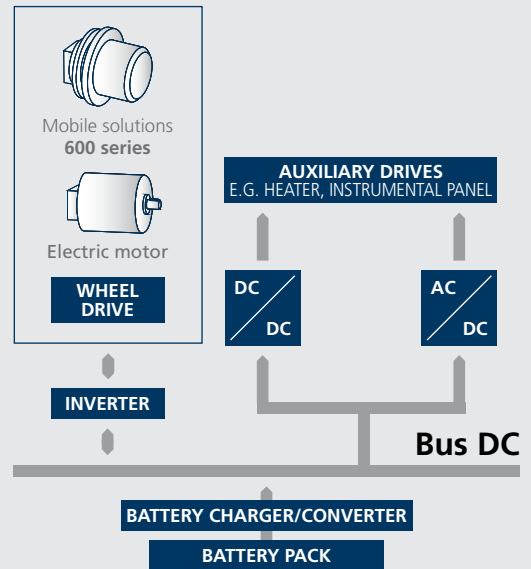 Mobile solutions
600 series
Electric motor
WHEEL
DRIVE
INVERTER
AUXILIARY DRIVES
E.G. HEATER, INSTRUMENTAL PANEL
DC
DC
AC
DC
Bus DC
BATTERY CHARGER/CONVERTER
BATTERY PACK